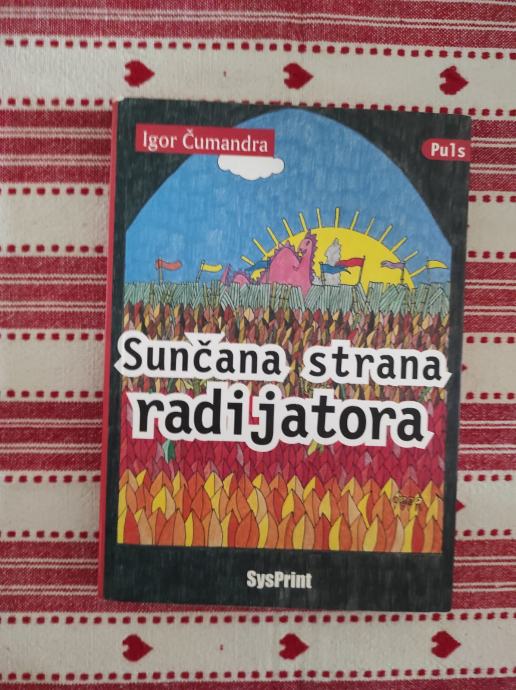 Igor Čumandra
Puls
Sunčana strana
radijatora
SysPrint